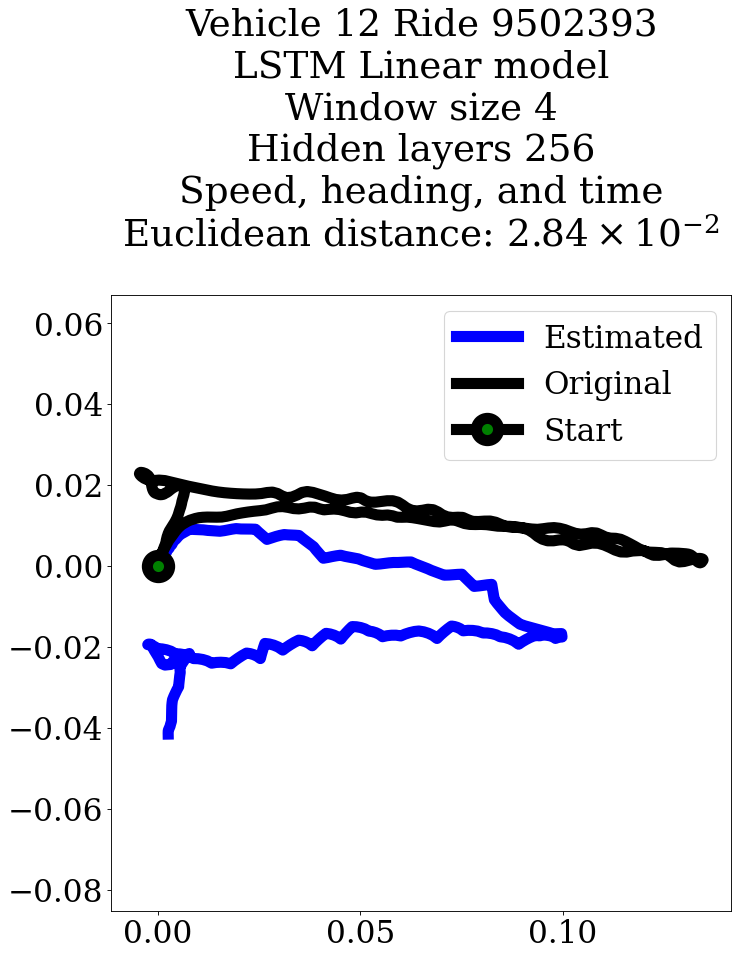 Vehicle 12 Ride 9502393
LSTM Linear model
Window size 4
Hidden layers 256
Speed, heading, and time
Euclidean distance: 2.84 × 10⁻²
Estimated
Original
Start
0.06
0.04
0.02
0.00
−0.02
−0.04
−0.06
−0.08
0.00 0.05 0.10